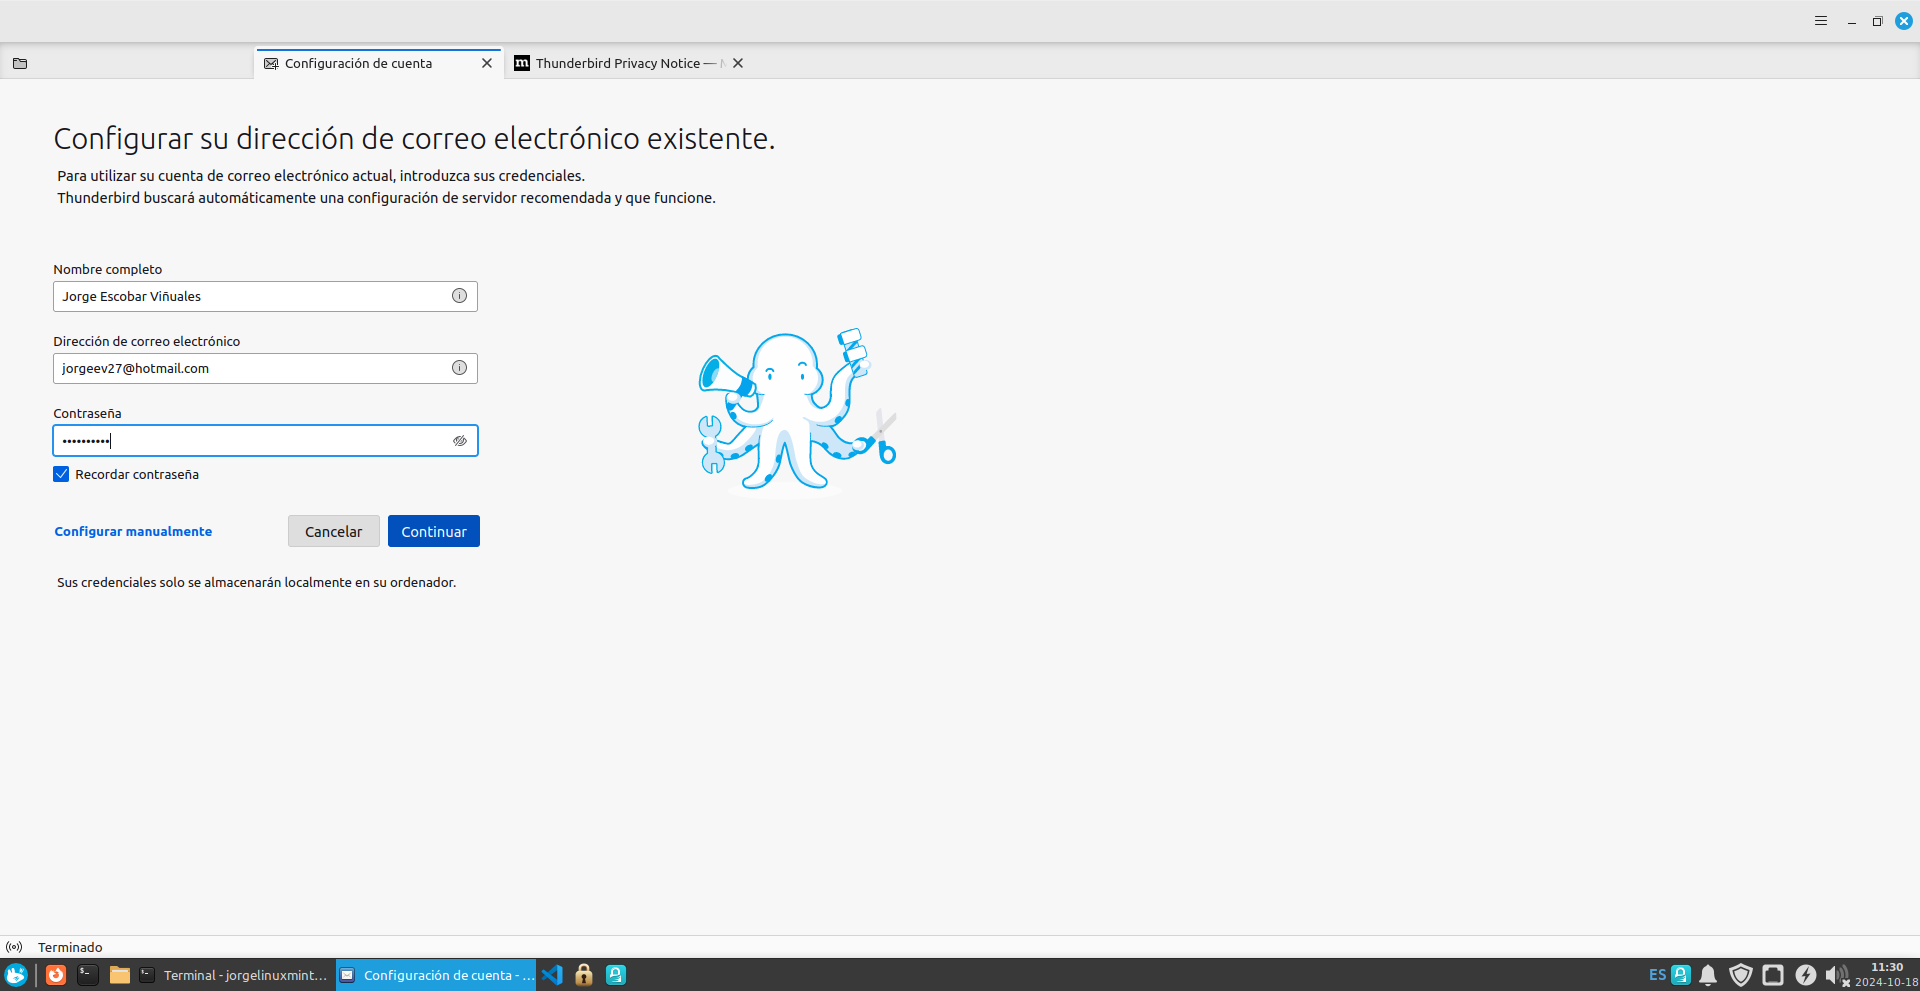 Configuración de cuenta
Thunderbird Privacy Notice —
Configurar su dirección de correo electrónico existente.
Para utilizar su cuenta de correo electrónico actual, introduzca sus credenciales.
Thunderbird buscará automáticamente una configuración de servidor recomendada y que funcione.
Nombre completo
Jorge Escobar Viñuales
Dirección de correo electrónico
jorgeev27@hotmail.com
Contraseña
••••••••••
Recordar contraseña
Configurar manualmente
Cancelar
Continuar
Sus credenciales solo se almacenarán localmente en su ordenador.
Terminado
Terminal - jorgelinuxmint...
Configuración de cuenta - ...
ES
11:30
2024-10-18